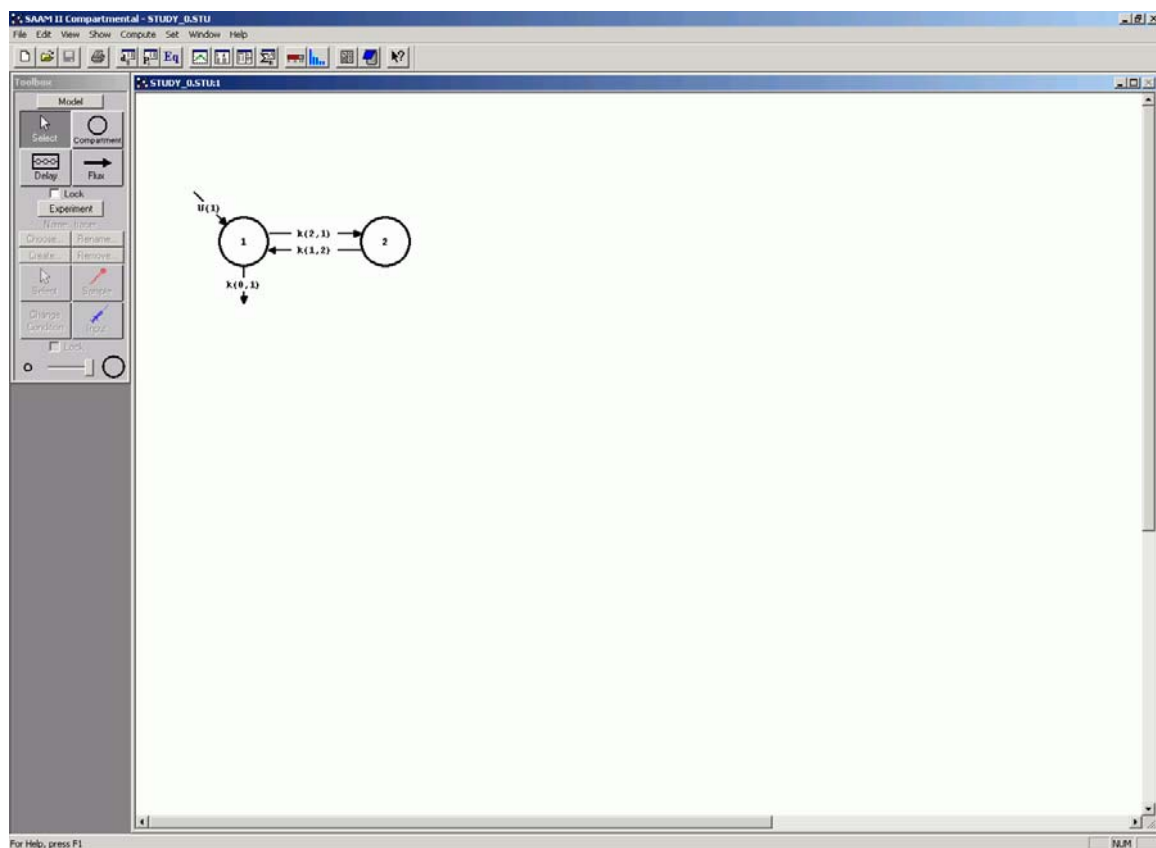 SAAM II Compartmental - STUDY_0.STU
File Edit View Show Compute Set Window Help
Eq
Toolbox
STUDY_0.STU:1
Model
Select Compartment
Delay Flux
Lock
Experiment
Choose... Rename...
Create... Remove...
Select Sampler
Change Condition Input
Lock
U(1)
1 k(2,1) 2
k(1,2)
k(0,1)
For Help, press F1 NUM